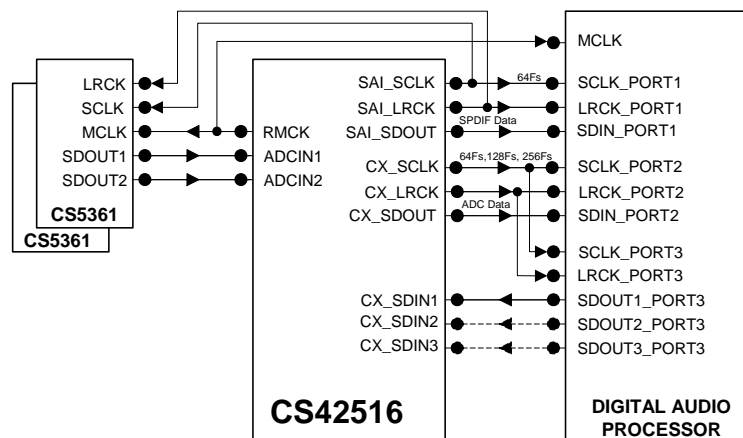 MCLK
LRCK
SCLK
MCLK
SDOUT1
SDOUT2
CS5361
CS5361
RMCK
ADCIN1
ADCIN2
SAI_SCLK
SAI_LRCK
SAI_SDOUT
CX_SCLK
CX_LRCK
CX_SDOUT
CX_SDIN1
CX_SDIN2
CX_SDIN3
CS42516
64Fs
SPDIF Data
64Fs,128Fs, 256Fs
ADC Data
SCLK_PORT1
LRCK_PORT1
SDIN_PORT1
SCLK_PORT2
LRCK_PORT2
SDIN_PORT2
SCLK_PORT3
LRCK_PORT3
SDOUT1_PORT3
SDOUT2_PORT3
SDOUT3_PORT3
DIGITAL AUDIO
PROCESSOR